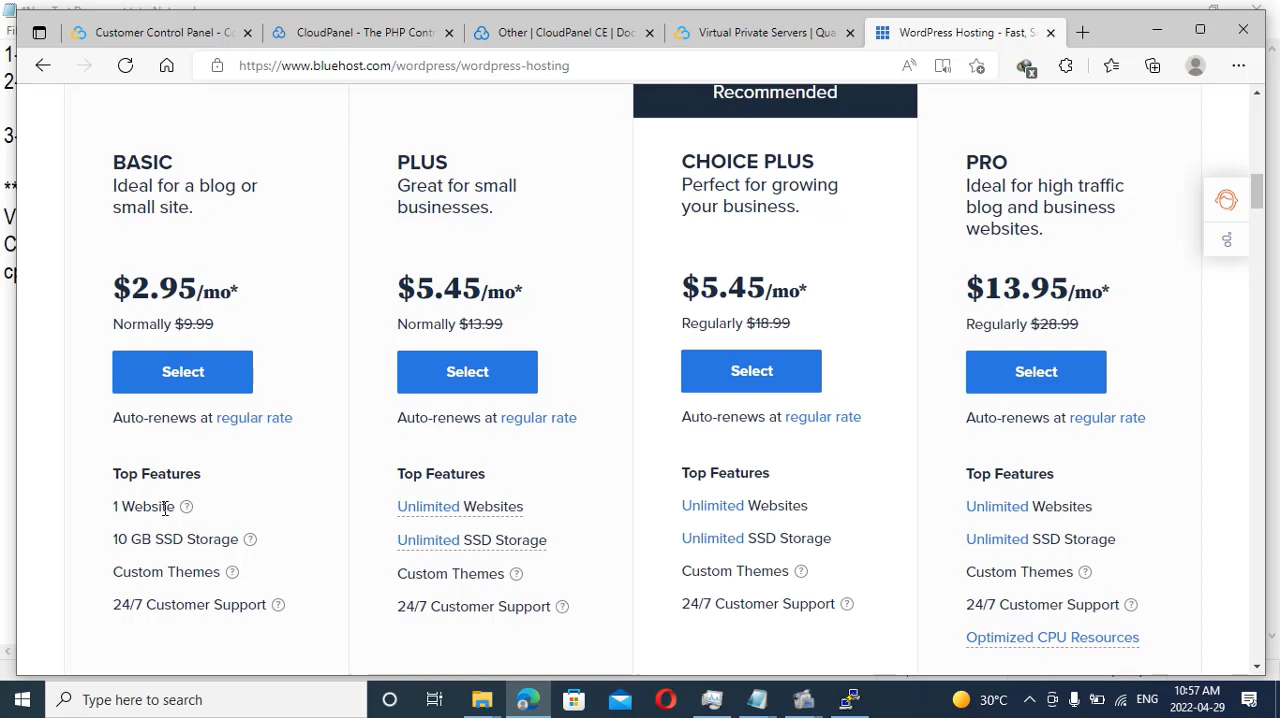 Customer Control Panel - Co
CloudPanel - The PHP Contr
Other | CloudPanel CE | Doc
Virtual Private Servers | Qua
WordPress Hosting - Fast, S
https://www.bluehost.com/wordpress/wordpress-hosting
1-
2-
3-
**
V
C
cp
Recommended
BASIC
Ideal for a blog or
small site.
$2.95/mo*
Normally $9.99
Select
Auto-renews at regular rate
Top Features
1 Website
10 GB SSD Storage
Custom Themes
24/7 Customer Support
PLUS
Great for small
businesses.
$5.45/mo*
Normally $13.99
Select
Auto-renews at regular rate
Top Features
Unlimited Websites
Unlimited SSD Storage
Custom Themes
24/7 Customer Support
CHOICE PLUS
Perfect for growing
your business.
$5.45/mo*
Regularly $18.99
Select
Auto-renews at regular rate
Top Features
Unlimited Websites
Unlimited SSD Storage
Custom Themes
24/7 Customer Support
PRO
Ideal for high traffic
blog and business
websites.
$13.95/mo*
Regularly $28.99
Select
Auto-renews at regular rate
Top Features
Unlimited Websites
Unlimited SSD Storage
Custom Themes
24/7 Customer Support
Optimized CPU Resources
Type here to search
30°C
ENG
10:57 AM
2022-04-29